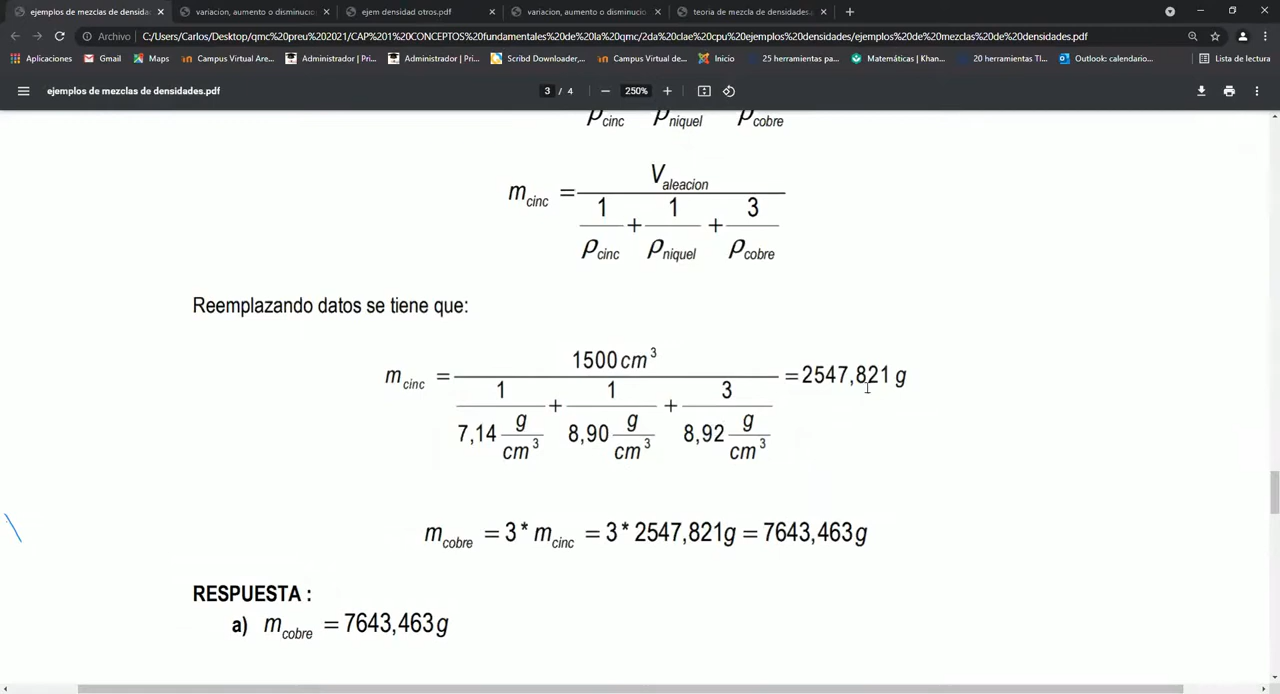 ejemplos de mezclas de densida
variacion, aumento o disminucio
ejem densidad otros.pdf
variacion, aumento o disminucio
teoria de mezcla de densidades.
Archivo
C:/Users/Carlos/Desktop/qmc%20preu%202021/CAP%201%20CONCEPTOS%20fundamentales%20de%20la%20qmc/2da%20clae%20cpu%20ejemplos%20densidades/ejemplos%20de%20mezclas%20de%20densidades.pdf
Aplicaciones
Gmail
Maps
Campus Virtual Are...
Administrador | Pri...
Administrador | Pri...
Scribd Downloader,...
Campus Virtual de...
Inicio
25 herramientas pa...
Matemáticas | Khan...
20 herramientas TI...
Outlook: calendario...
Lista de lectura
ejemplos de mezclas de densidades.pdf
3 / 4
250%
ρcinc ρniquel ρcobre
Valeacion
mcinc =
1 + 1 + 3
ρcinc ρniquel ρcobre
Reemplazando datos se tiene que:
1500 cm³
mcinc = = 2547,821 g
1 + 1 + 3
7,14 g/cm³ 8,90 g/cm³ 8,92 g/cm³
mcobre = 3 * mcinc = 3 * 2547,821g = 7643,463g
RESPUESTA :
a) mcobre = 7643,463g